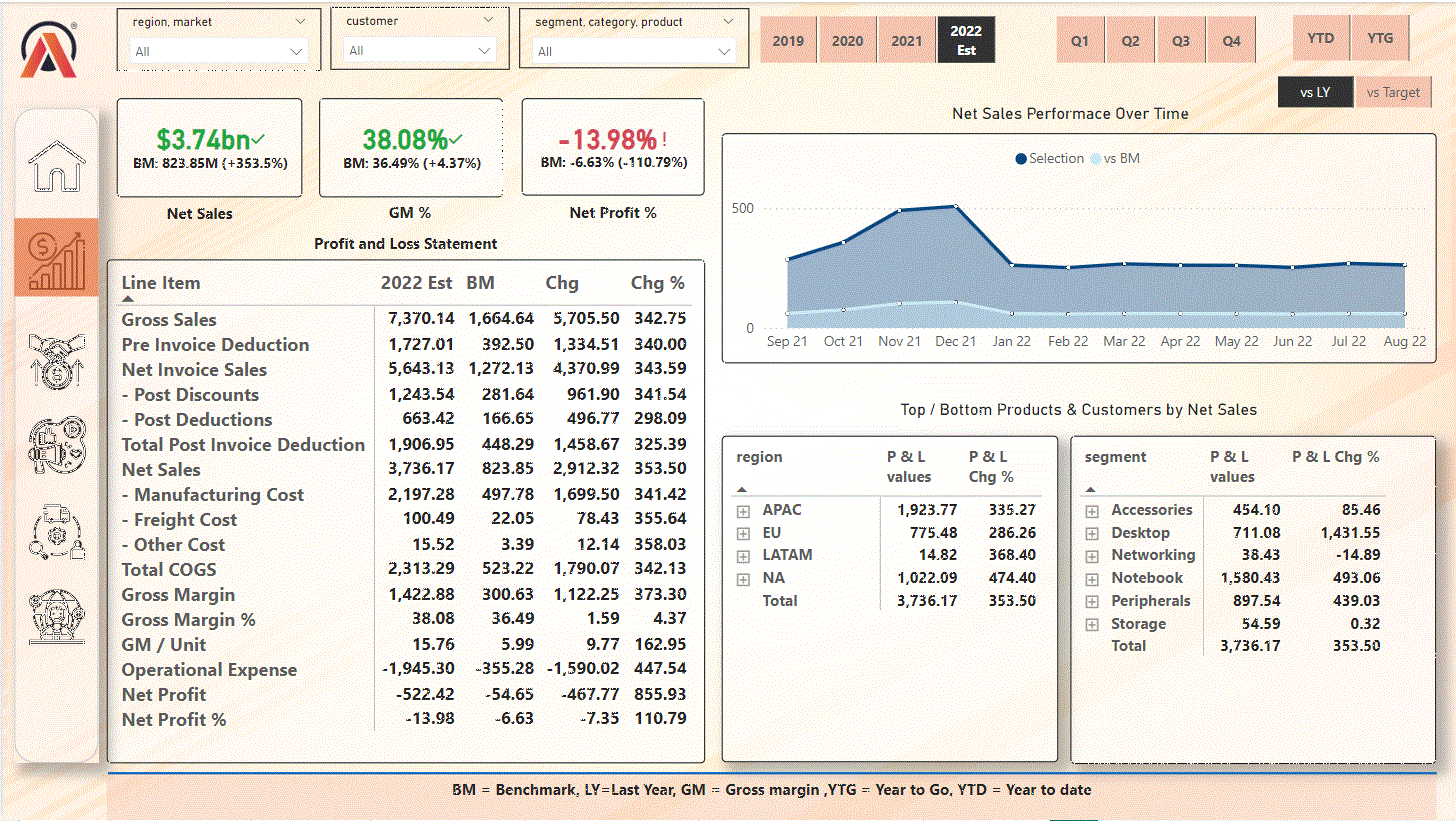 region, market
All
customer
All
segment, category, product
All
2019
2020
2021
2022
Est
Q1
Q2
Q3
Q4
YTD
YTG
vs LY
vs Target
$3.74bn
BM: 823.85M (+353.5%)
Net Sales
38.08%
BM: 36.49% (+4.37%)
GM %
-13.98% !
BM: -6.63% (-110.79%)
Net Profit %
Net Sales Performace Over Time
Selection vs BM
500
0
Sep 21 Oct 21 Nov 21 Dec 21 Jan 22 Feb 22 Mar 22 Apr 22 May 22 Jun 22 Jul 22 Aug 22
Profit and Loss Statement
Line Item 2022 Est BM Chg Chg %
Gross Sales 7,370.14 1,664.64 5,705.50 342.75
Pre Invoice Deduction 1,727.01 392.50 1,334.51 340.00
Net Invoice Sales 5,643.13 1,272.13 4,370.99 343.59
- Post Discounts 1,243.54 281.64 961.90 341.54
- Post Deductions 663.42 166.65 496.77 298.09
Total Post Invoice Deduction 1,906.95 448.29 1,458.67 325.39
Net Sales 3,736.17 823.85 2,912.32 353.50
- Manufacturing Cost 2,197.28 497.78 1,699.50 341.42
- Freight Cost 100.49 22.05 78.43 355.64
- Other Cost 15.52 3.39 12.14 358.03
Total COGS 2,313.29 523.22 1,790.07 342.13
Gross Margin 1,422.88 300.63 1,122.25 373.30
Gross Margin % 38.08 36.49 1.59 4.37
GM / Unit 15.76 5.99 9.77 162.95
Operational Expense -1,945.30 -355.28 -1,590.02 447.54
Net Profit -522.42 -54.65 -467.77 855.93
Net Profit % -13.98 -6.63 -7.35 110.79
Top / Bottom Products & Customers by Net Sales
region P & L values P & L Chg %
APAC 1,923.77 335.27
EU 775.48 286.26
LATAM 14.82 368.40
NA 1,022.09 474.40
Total 3,736.17 353.50
segment P & L values P & L Chg %
Accessories 454.10 85.46
Desktop 711.08 1,431.55
Networking 38.43 -14.89
Notebook 1,580.43 493.06
Peripherals 897.54 439.03
Storage 54.59 0.32
Total 3,736.17 353.50
BM = Benchmark, LY=Last Year, GM = Gross margin ,YTG = Year to Go, YTD = Year to date